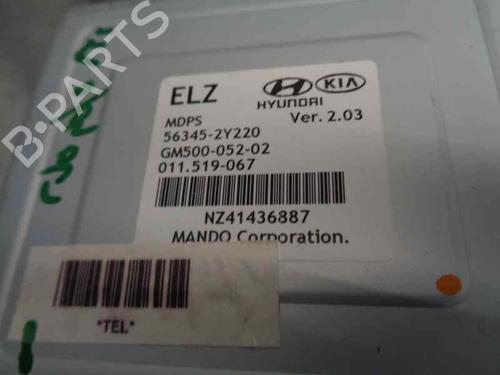 ELZ
HYUNDAI
KIA
MDPS
Ver. 2.03
56345-2Y220
GM500-052-02
011.519-067
NZ41436887
MANDO Corporation.
*TEL*
B-PARTS